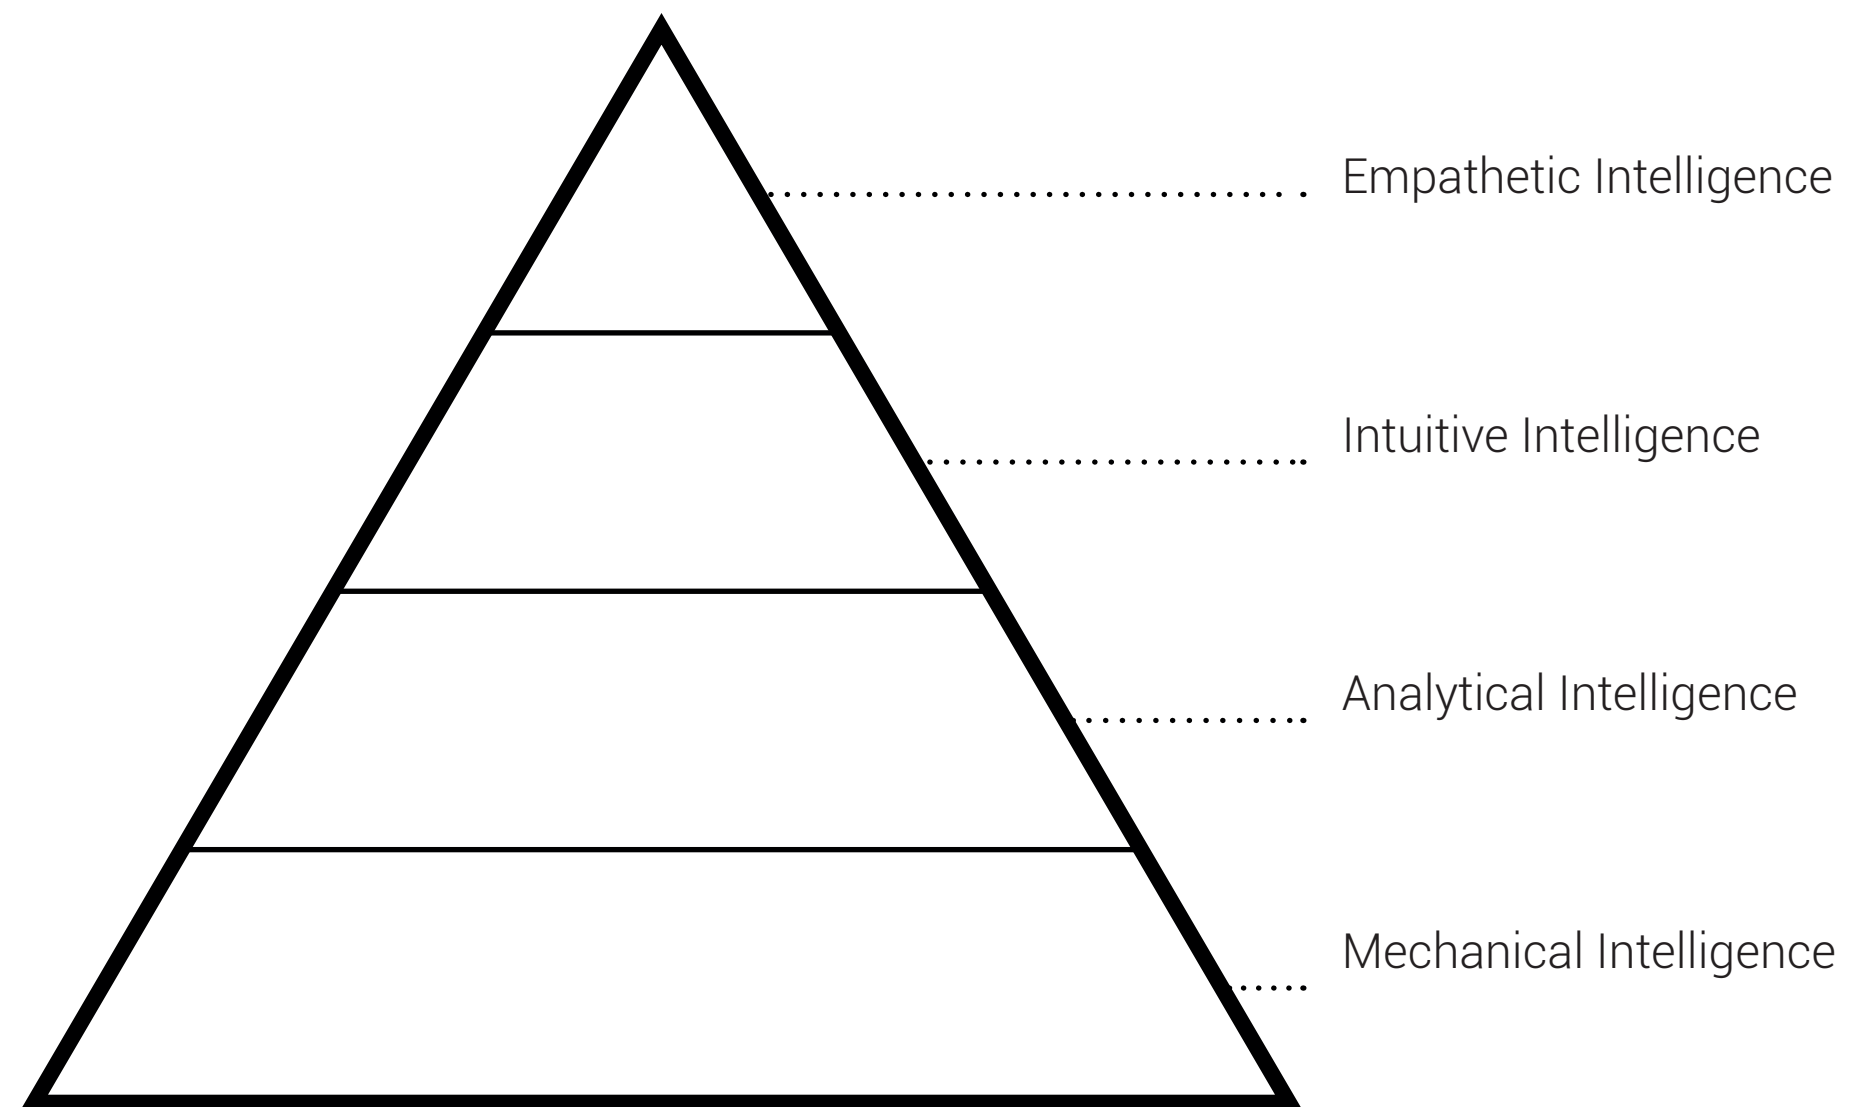 Empathetic Intelligence
Intuitive Intelligence
Analytical Intelligence
Mechanical Intelligence